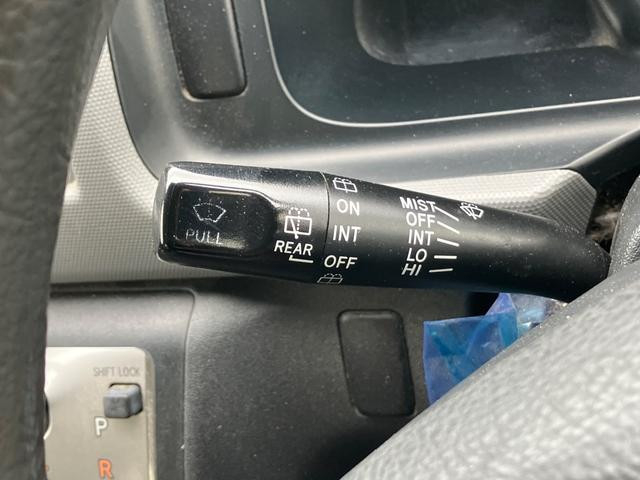 PULL
REAR
ON
INT
OFF
MIST
OFF
INT
LO
HI
SHIFT LOCK
P
R